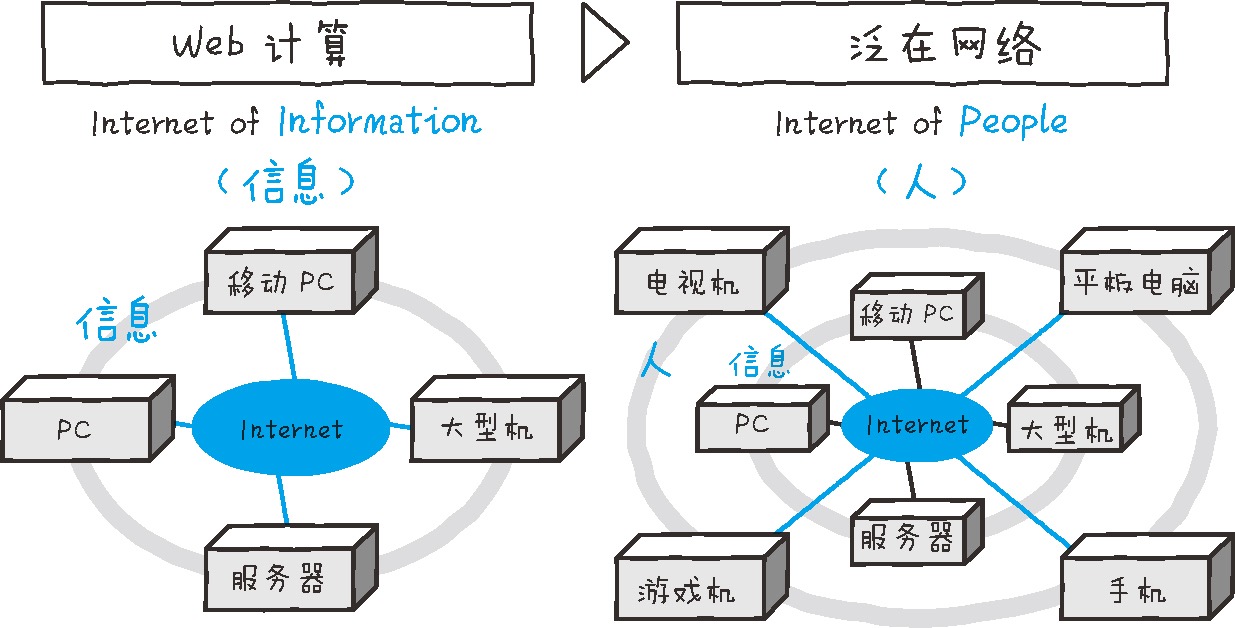 Web 计算
Internet of Information
（信息）
移动 PC
信息
PC
Internet
大型机
服务器
泛在网络
Internet of People
（人）
电视机
平板电脑
移动 PC
人
信息
PC
Internet
大型机
服务器
游戏机
手机